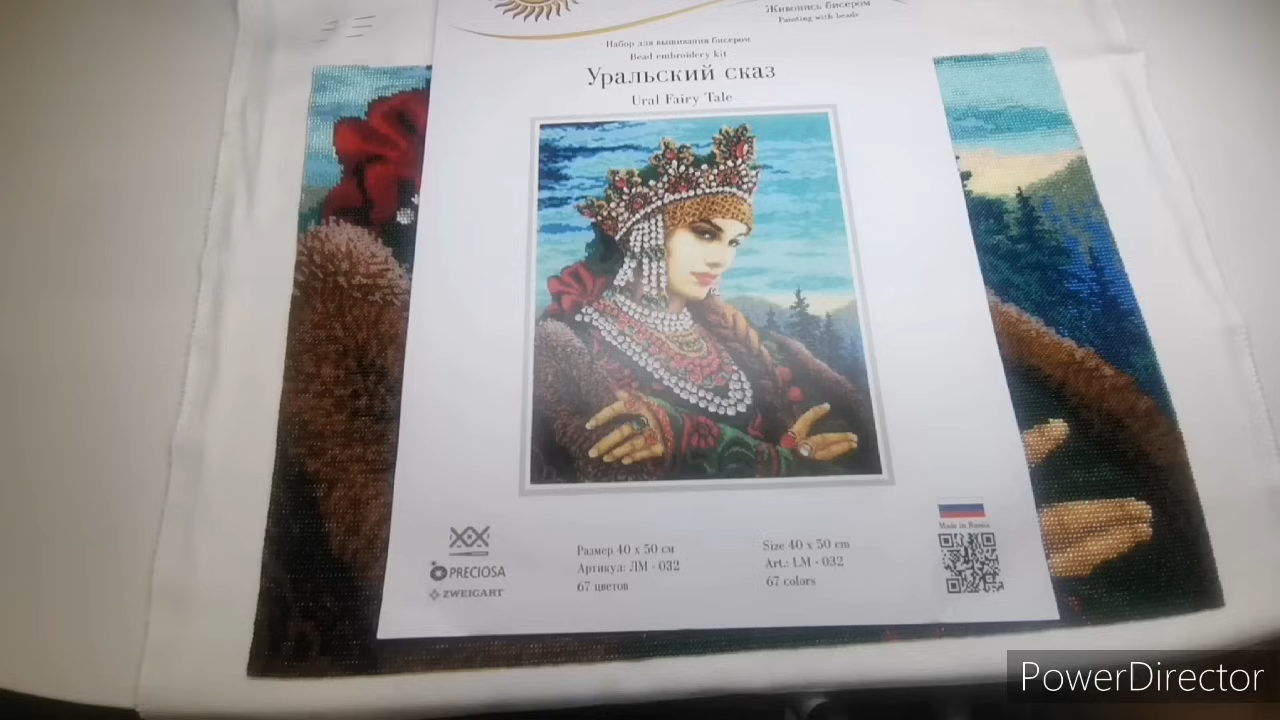 Живопись бисером
Painting with beads
Набор для вышивания бисером
Bead embroidery kit
Уральский сказ
Ural Fairy Tale
PRECIOSA
ZWEIGART
Размер 40 x 50 см
Артикул: ЛМ - 032
67 цветов
Size 40 x 50 cm
Art.: LM - 032
67 colors
Made in Russia
PowerDirector